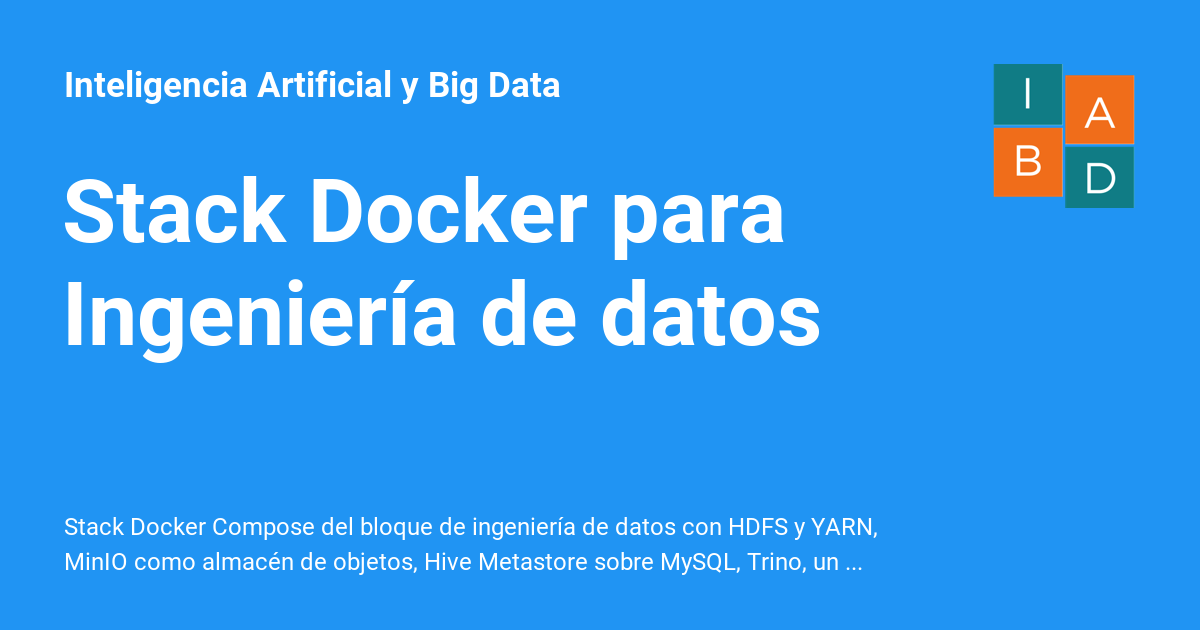 Inteligencia Artificial y Big Data
I A
B D
Stack Docker para
Ingeniería de datos
Stack Docker Compose del bloque de ingeniería de datos con HDFS y YARN,
MinIO como almacén de objetos, Hive Metastore sobre MySQL, Trino, un ...